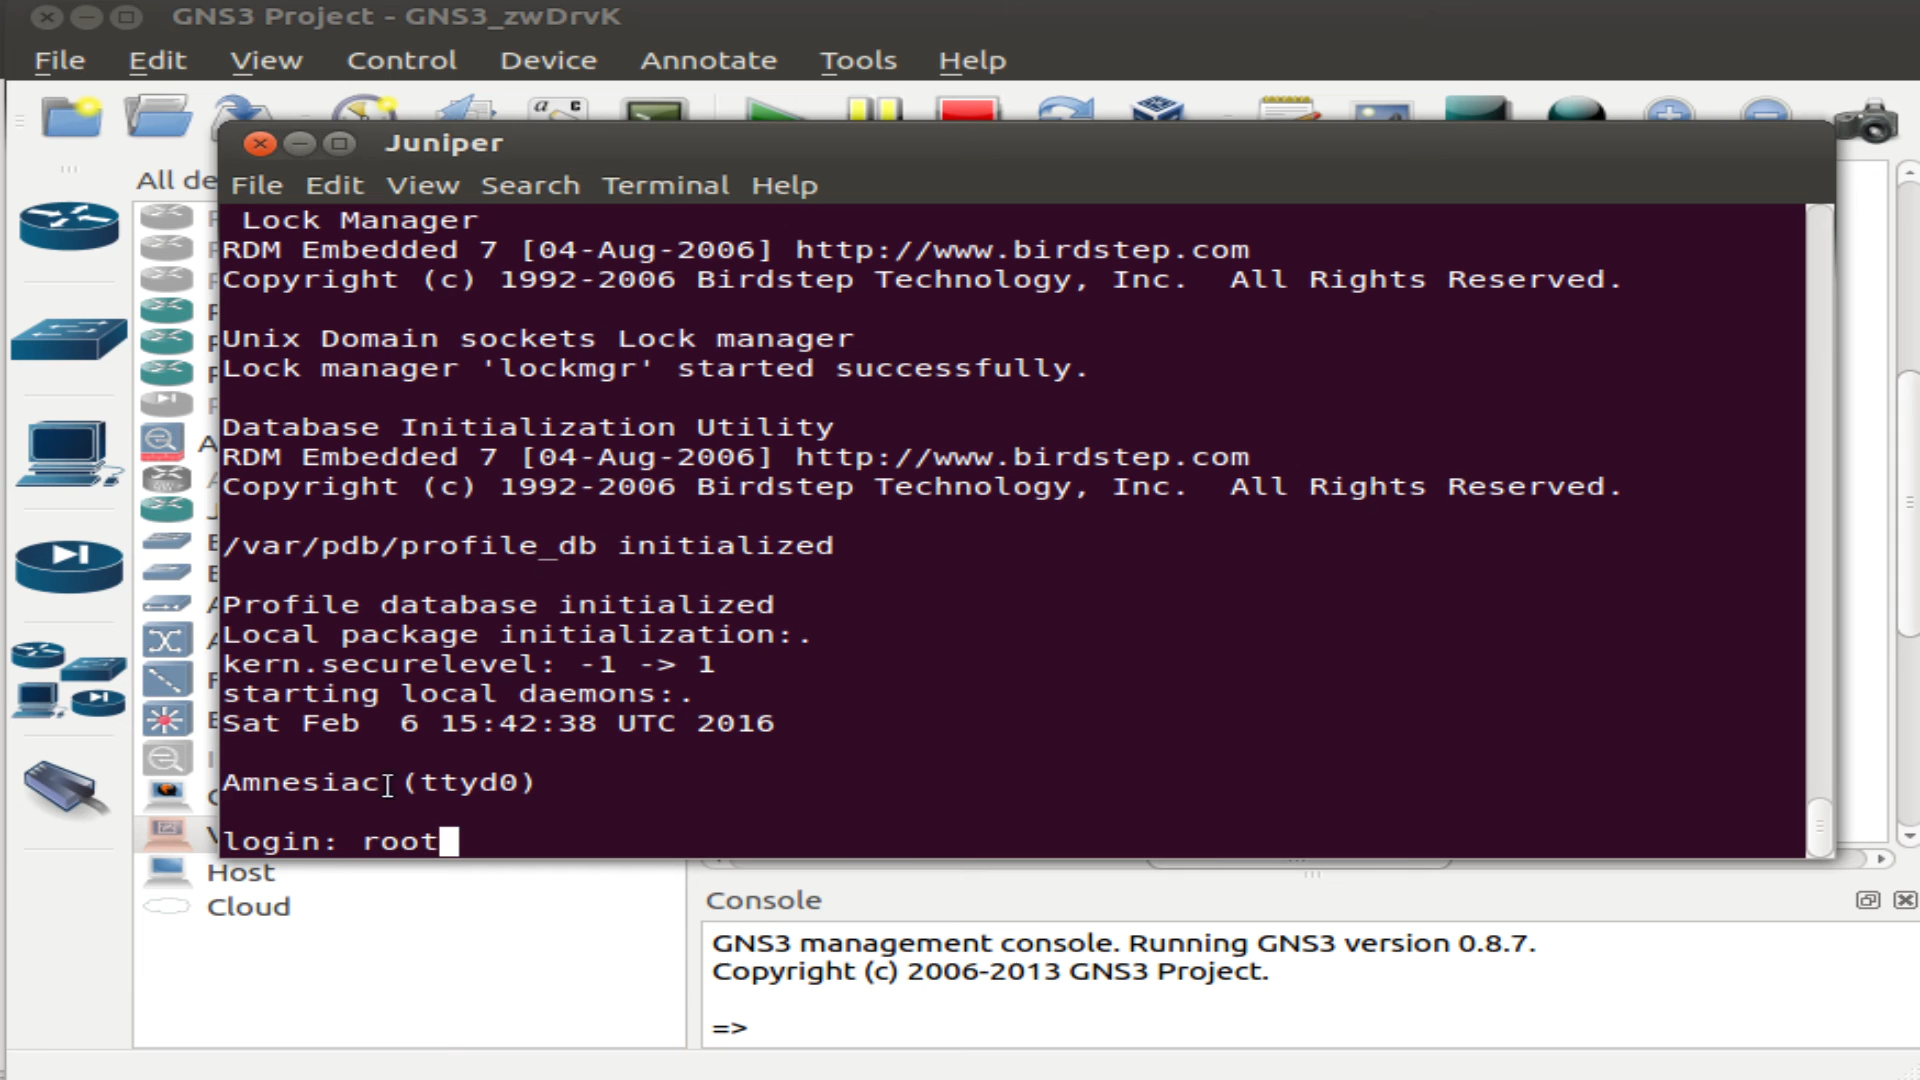 GNS3 Project - GNS3_zwDrvK
File Edit View Control Device Annotate Tools Help
Juniper
All de
File Edit View Search Terminal Help
Lock Manager
RDM Embedded 7 [04-Aug-2006] http://www.birdstep.com
Copyright (c) 1992-2006 Birdstep Technology, Inc.  All Rights Reserved.
Unix Domain sockets Lock manager
Lock manager 'lockmgr' started successfully.
Database Initialization Utility
RDM Embedded 7 [04-Aug-2006] http://www.birdstep.com
Copyright (c) 1992-2006 Birdstep Technology, Inc.  All Rights Reserved.
/var/pdb/profile_db initialized
Profile database initialized
Local package initialization:.
kern.securelevel: -1 -> 1
starting local daemons:.
Sat Feb  6 15:42:38 UTC 2016
Amnesiac (ttyd0)
login: root
Host
Cloud
Console
GNS3 management console. Running GNS3 version 0.8.7.
Copyright (c) 2006-2013 GNS3 Project.
=>